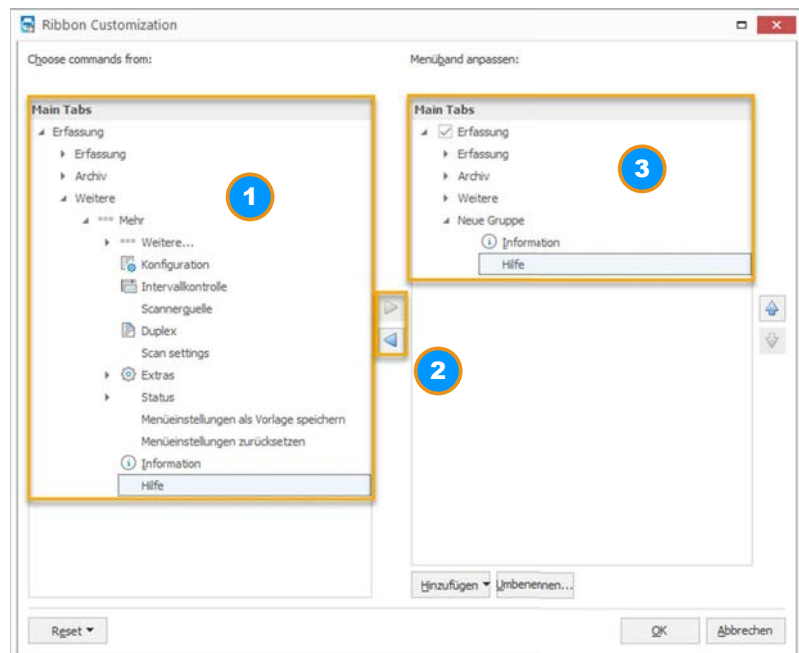 Ribbon Customization
Choose commands from:
Menüband anpassen:
Main Tabs
Erfassung
Erfassung
Archiv
Weitere
Mehr
Weitere...
Konfiguration
Intervallkontrolle
Scannerquelle
Duplex
Scan settings
Extras
Status
Menüeinstellungen als Vorlage speichern
Menüeinstellungen zurücksetzen
Information
Hilfe
1
2
Main Tabs
Erfassung
Erfassung
Archiv
Weitere
Neue Gruppe
Information
Hilfe
3
Hinzufügen
Umbenennen...
Reset
OK
Abbrechen